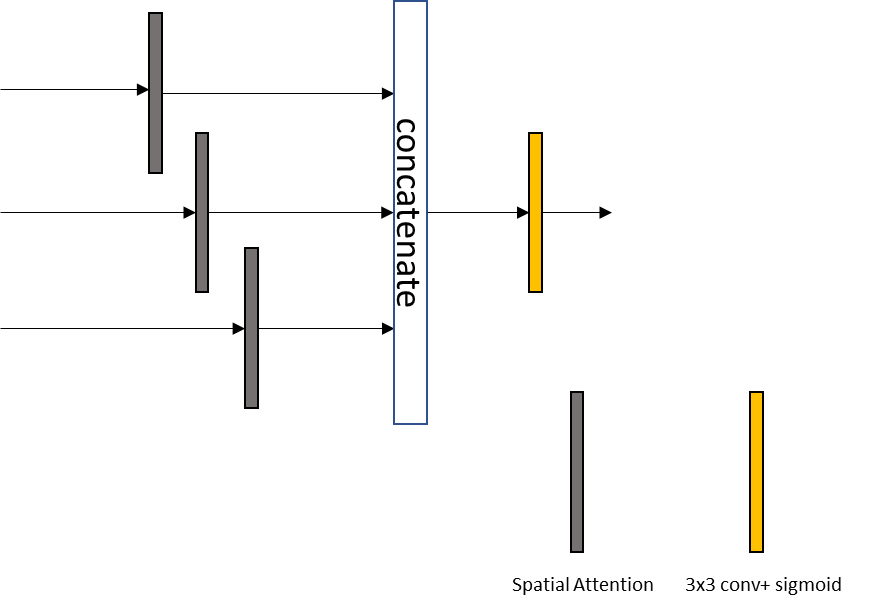 concatenate
Spatial Attention
3x3 conv+ sigmoid